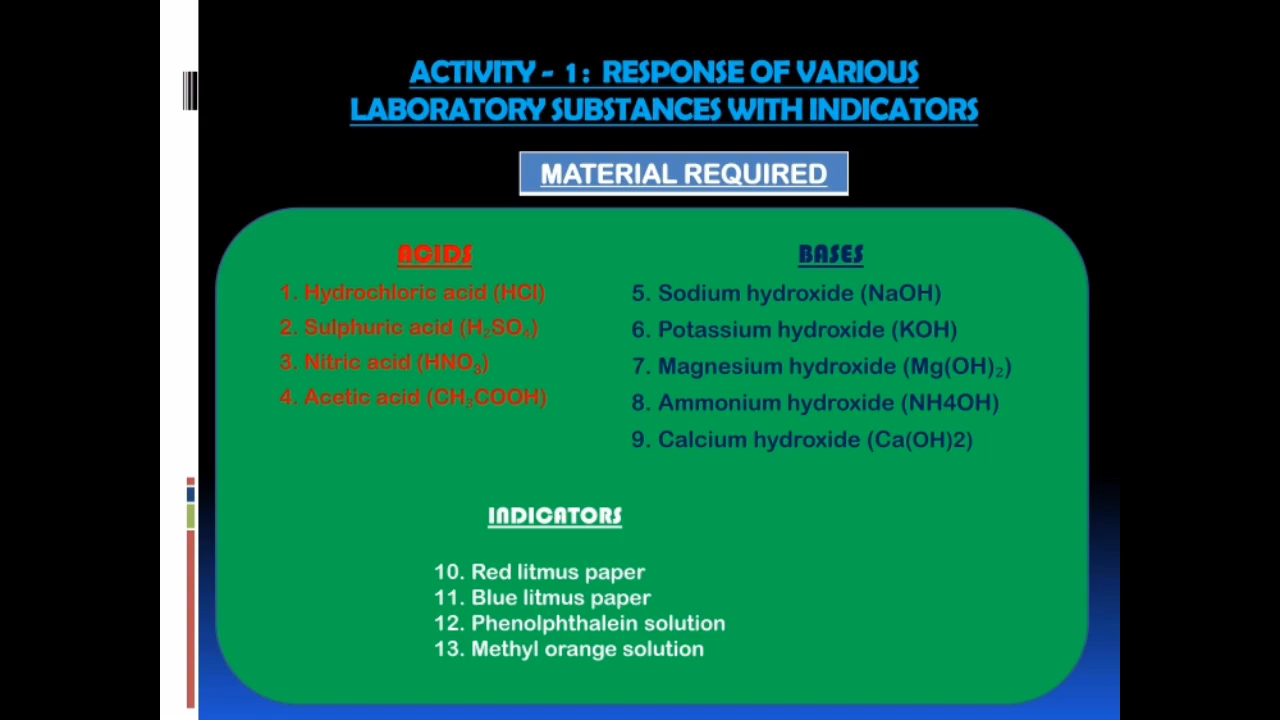 ACTIVITY - 1: RESPONSE OF VARIOUS
LABORATORY SUBSTANCES WITH INDICATORS
MATERIAL REQUIRED
ACIDS
1. Hydrochloric acid (HCl)
2. Sulphuric acid (H₂SO₄)
3. Nitric acid (HNO₃)
4. Acetic acid (CH₃COOH)
BASES
5. Sodium hydroxide (NaOH)
6. Potassium hydroxide (KOH)
7. Magnesium hydroxide (Mg(OH)₂)
8. Ammonium hydroxide (NH4OH)
9. Calcium hydroxide (Ca(OH)2)
INDICATORS
10. Red litmus paper
11. Blue litmus paper
12. Phenolphthalein solution
13. Methyl orange solution